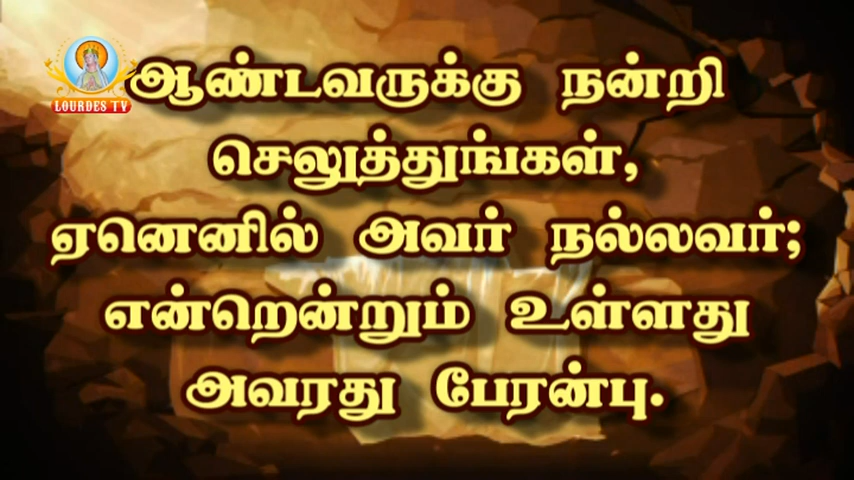 ஆண்டவருக்கு நன்றி
LOURDES TV
செலுத்துங்கள்,
ஏனெனில் அவர் நல்லவர்;
என்றென்றும் உள்ளது
அவரது பேரன்பு.